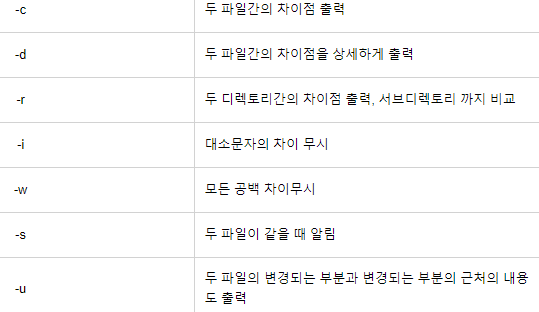 -c 두 파일간의 차이점 출력
-d 두 파일간의 차이점을 상세하게 출력
-r 두 디렉토리간의 차이점 출력, 서브디렉토리 까지 비교
-i 대소문자의 차이 무시
-w 모든 공백 차이무시
-s 두 파일이 같을 때 알림
-u 두 파일의 변경되는 부분과 변경되는 부분의 근처의 내용
도 출력